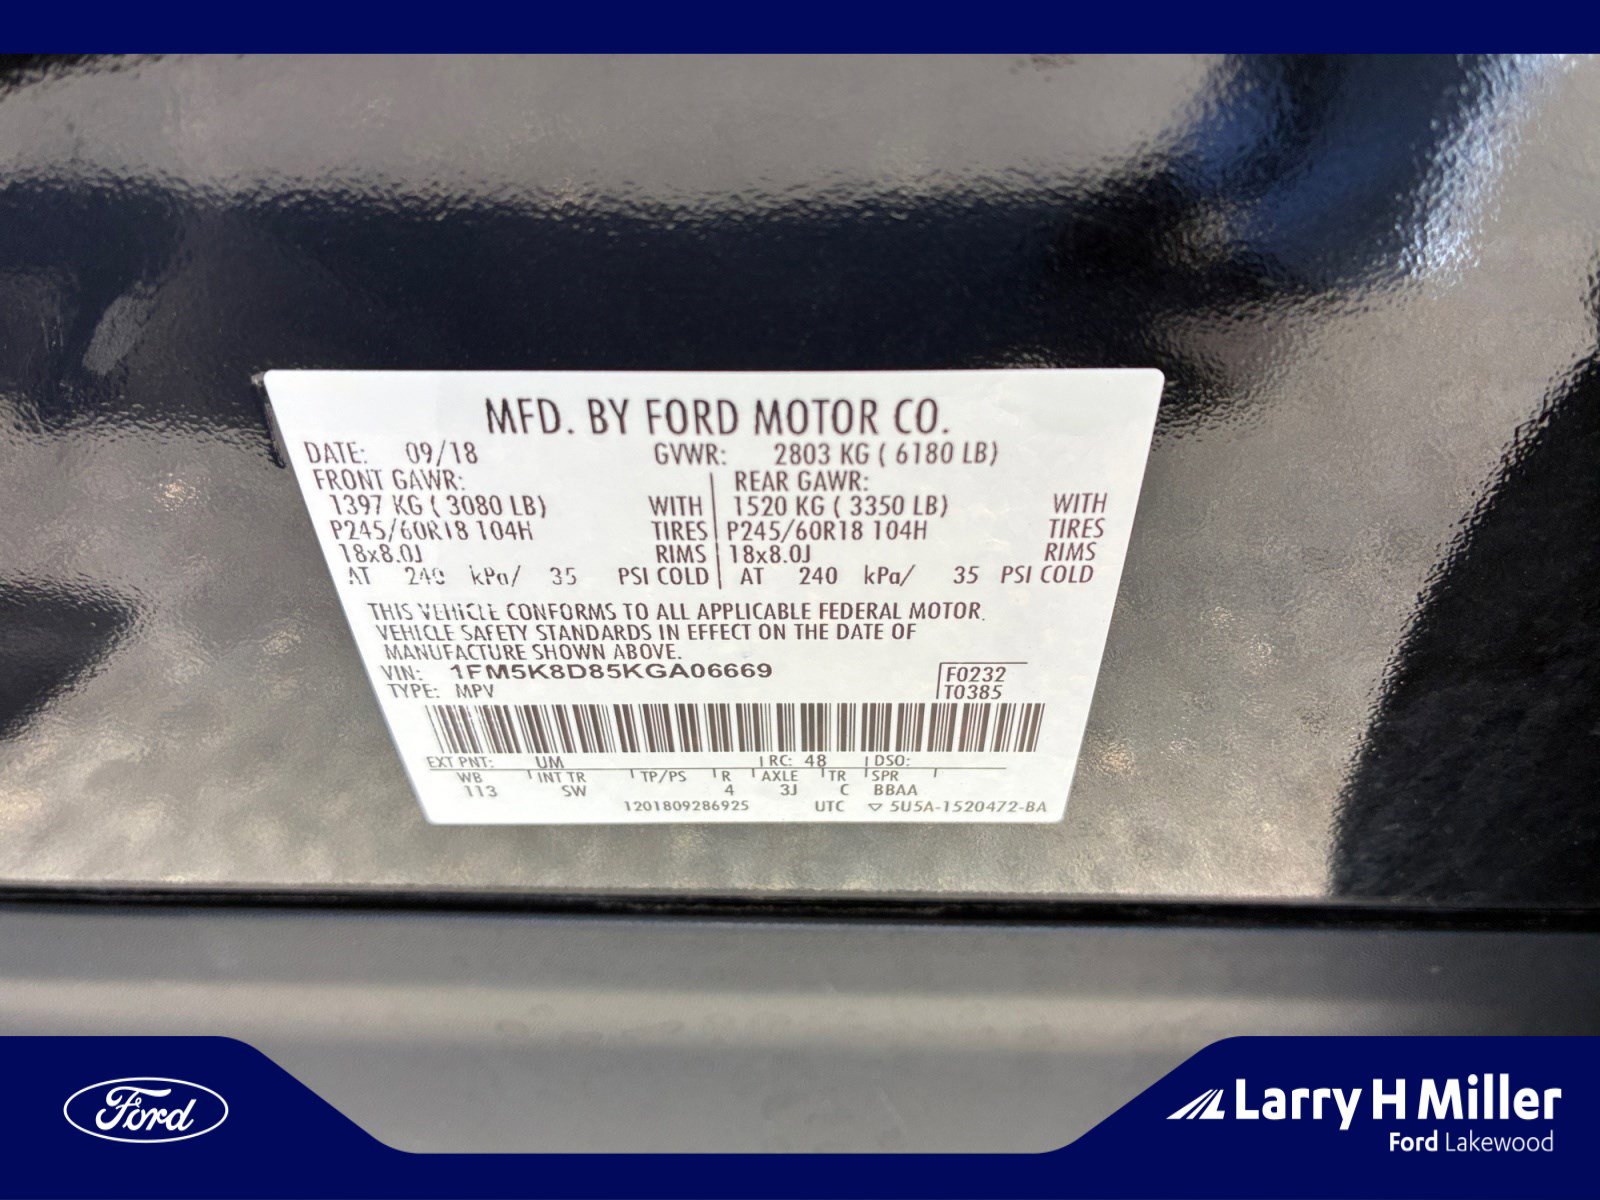 MFD. BY FORD MOTOR CO.
DATE: 09/18 GVWR: 2803 KG ( 6180 LB)
FRONT GAWR: REAR GAWR:
1397 KG ( 3080 LB) WITH 1520 KG ( 3350 LB) WITH
P245/60R18 104H TIRES P245/60R18 104H TIRES
18x8.0J RIMS 18x8.0J RIMS
AT 240 kPa/ 35 PSI COLD AT 240 kPa/ 35 PSI COLD
THIS VEHICLE CONFORMS TO ALL APPLICABLE FEDERAL MOTOR
VEHICLE SAFETY STANDARDS IN EFFECT ON THE DATE OF
MANUFACTURE SHOWN ABOVE.
VIN: 1FM5K8D85KGA06669 F0232
TYPE: MPV T0385
EXT PNT: UM RC: 48 DSO:
WB INT TR TP/PS R AXLE TR SPR
113 SW 4 3J C BBAA
1201809286925 UTC ▽ 5U5A-1520472-BA
Ford
Larry H Miller
Ford Lakewood